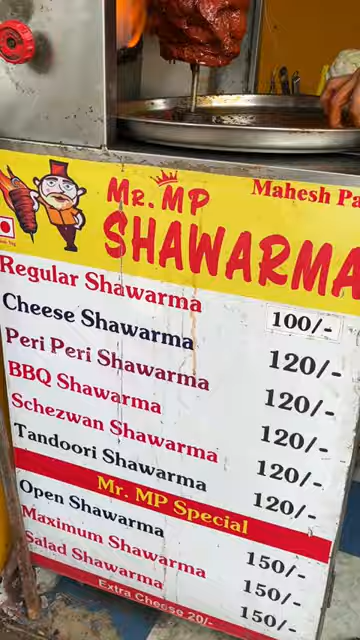 Mahesh Pa
Mr. MP
SHAWARMA
Regular Shawarma 100/-
Cheese Shawarma 120/-
Peri Peri Shawarma 120/-
BBQ Shawarma 120/-
Schezwan Shawarma 120/-
Tandoori Shawarma 120/-
Mr. MP Special
Open Shawarma 150/-
Maximum Shawarma 150/-
Salad Shawarma 150/-
Extra Cheese 20/-